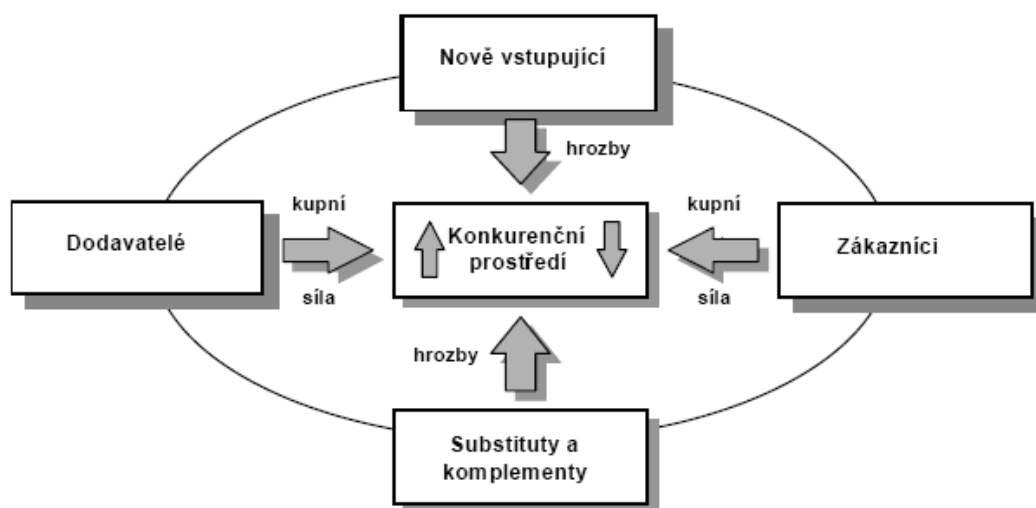 Nově vstupující
hrozby
kupní
Dodavatelé
síla
Konkurenční
prostředí
kupní
Zákazníci
síla
hrozby
Substituty a
komplementy